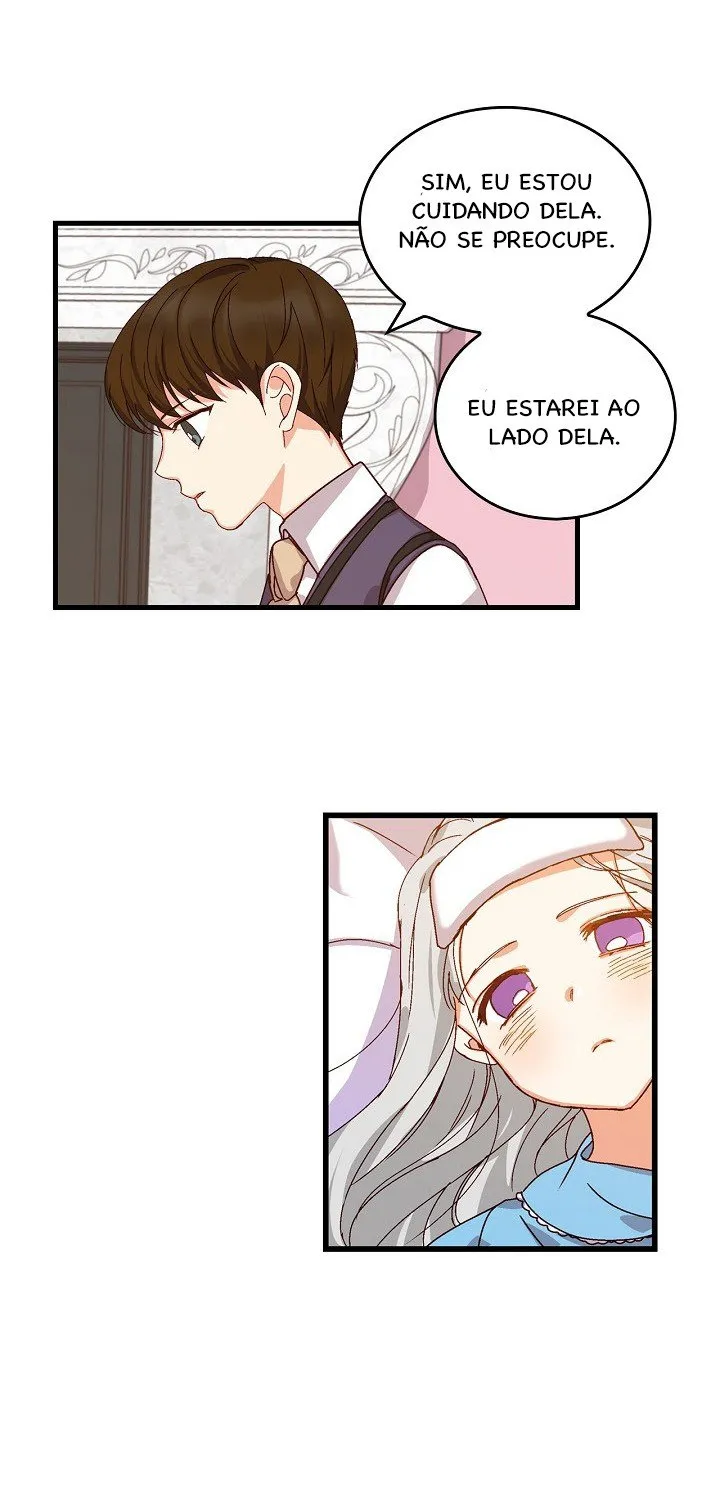 SIM, EU ESTOU
CUIDANDO DELA.
NÃO SE PREOCUPE.
EU ESTAREI AO
LADO DELA.